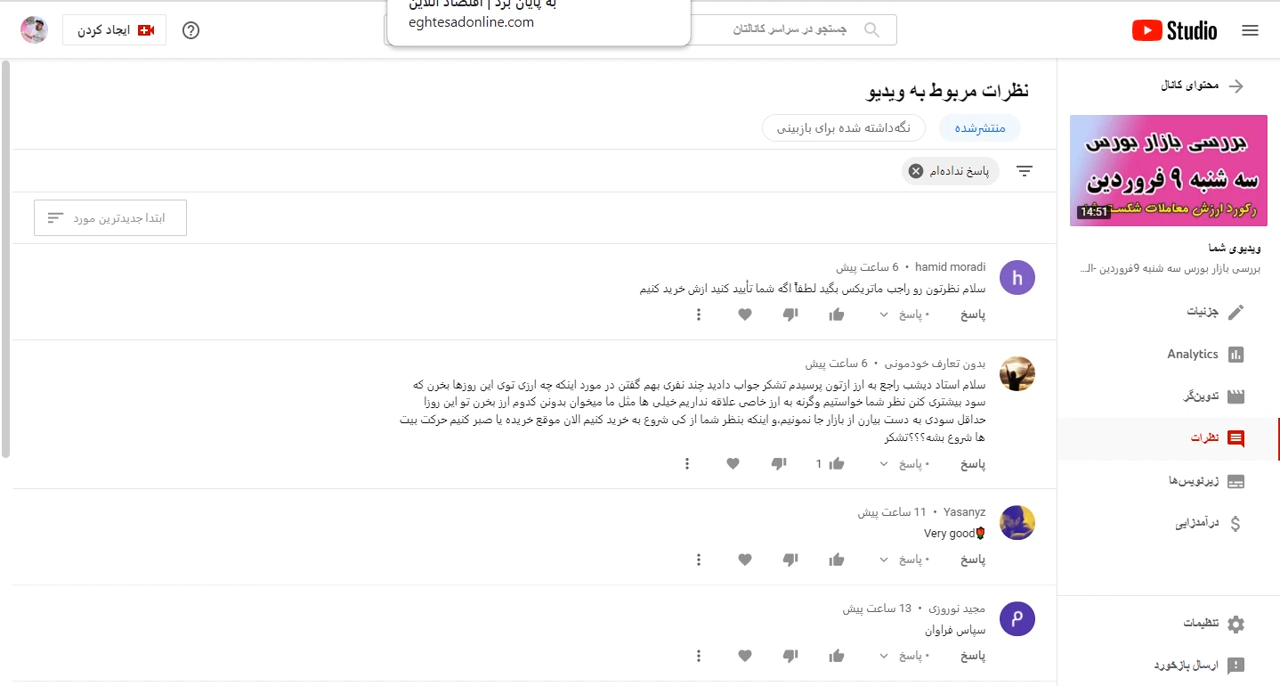 به پایان برد | اقتصاد آنلاین
eghtesadonline.com
Studio
جستجو در سراسر کانالتان
ایجاد کردن
محتوای کانال
بررسی بازار بورس
سه شنبه ۹ فروردین
رکورد ارزش معاملات شکسته شد
14:51
ویدیوی شما
بررسی بازار بورس سه شنبه 9فروردین -ال...
جزئیات
Analytics
تدوین‌گر
نظرات
زیرنویس‌ها
درآمدزایی
تنظیمات
ارسال بازخورد
نظرات مربوط به ویدیو
منتشرشده
نگه‌داشته شده برای بازبینی
پاسخ نداده‌ام
ابتدا جدیدترین مورد
hamid moradi • 6 ساعت پیش
سلام نظرتون رو راجب ماتریکس بگید لطفاً اگه شما تأیید کنید ازش خرید کنیم
پاسخ • پاسخ
بدون تعارف خودمونی • 6 ساعت پیش
سلام استاد دیشب راجع به ارز ازتون پرسیدم تشکر جواب دادید چند نفری بهم گفتن در مورد اینکه چه ارزی توی این روزها بخرن که
سود بیشتری کنن نظر شما خواستیم وگرنه به ارز خاصی علاقه نداریم خیلی ها مثل ما میخوان بدونن کدوم ارز بخرن تو این روزا
حداقل سودی به دست بیارن از بازار جا نمونیم،و اینکه بنظر شما از کی شروع به خرید کنیم الان موقع خریده یا صبر کنیم حرکت بیت
ها شروع بشه؟؟؟تشکر
پاسخ • پاسخ 1
Yasanyz • 11 ساعت پیش
Very good🌹
پاسخ • پاسخ
مجید نوروزی • 13 ساعت پیش
سپاس فراوان
پاسخ • پاسخ